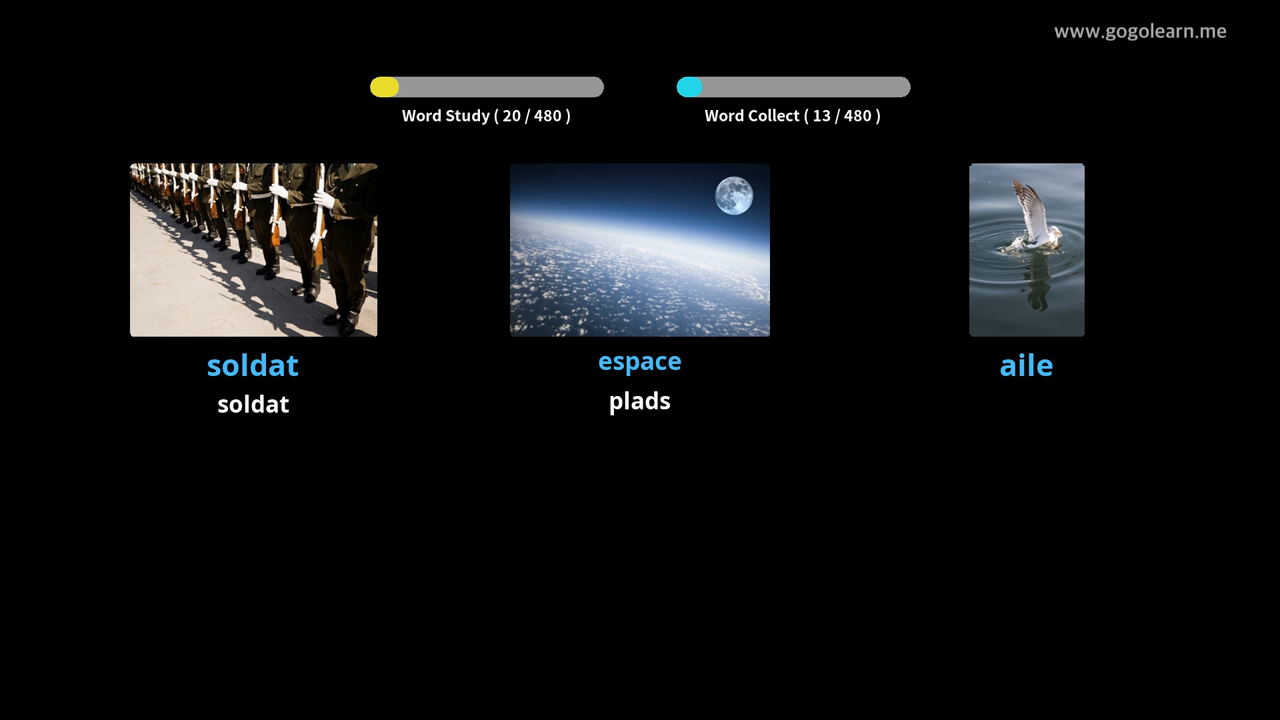 www.gogolearn.me
Word Study ( 20 / 480 )
Word Collect ( 13 / 480 )
soldat
soldat
espace
plads
aile